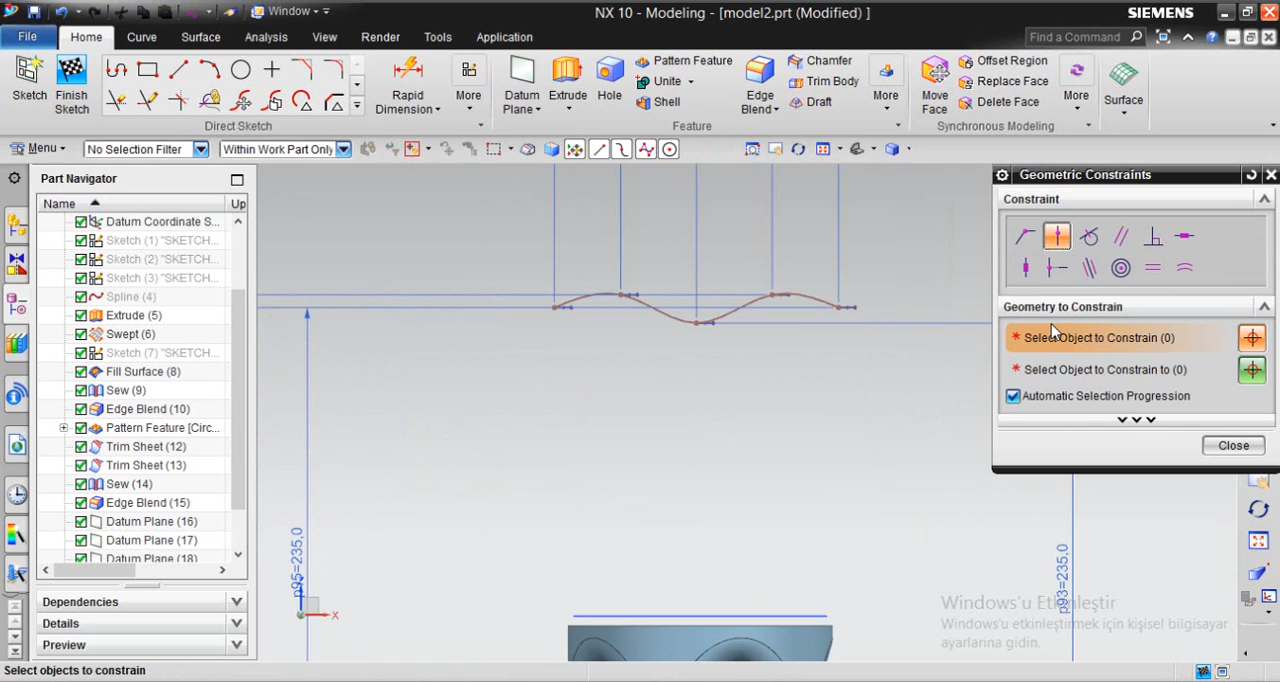 Window
NX 10 - Modeling - [model2.prt (Modified) ]
SIEMENS
File
Home
Curve
Surface
Analysis
View
Render
Tools
Application
Find a Command
Sketch
Finish Sketch
Direct Sketch
Rapid Dimension
More
Datum Plane
Extrude
Hole
Pattern Feature
Unite
Shell
Edge Blend
Chamfer
Trim Body
Draft
More
Feature
Move Face
Offset Region
Replace Face
Delete Face
More
Synchronous Modeling
Surface
Menu
No Selection Filter
Within Work Part Only
Part Navigator
Name
Up
Datum Coordinate S...
Sketch (1) "SKETCH...
Sketch (2) "SKETCH...
Sketch (3) "SKETCH...
Spline (4)
Extrude (5)
Swept (6)
Sketch (7) "SKETCH...
Fill Surface (8)
Sew (9)
Edge Blend (10)
Pattern Feature [Circ...
Trim Sheet (12)
Trim Sheet (13)
Sew (14)
Edge Blend (15)
Datum Plane (16)
Datum Plane (17)
Datum Plane (18)
Dependencies
Details
Preview
p95=235,0
X
p93=235,0
Geometric Constraints
Constraint
Geometry to Constrain
* Select Object to Constrain (0)
* Select Object to Constrain to (0)
Automatic Selection Progression
Close
Windows'u Etkinleştir
Windows'u etkinleştirmek için kişisel bilgisayar
ayarlarına gidin.
Select objects to constrain